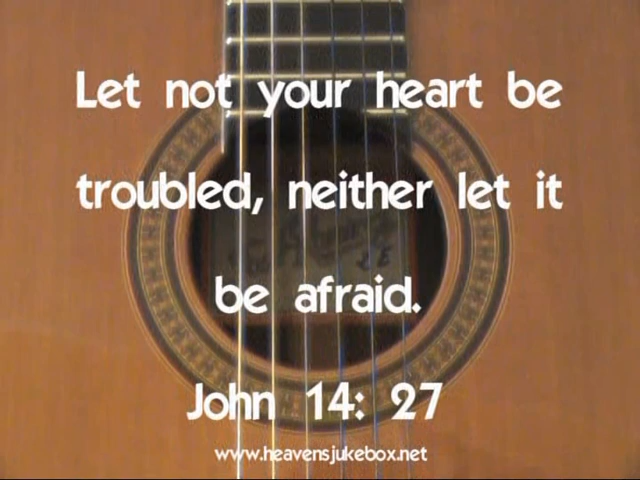 Let not your heart be
troubled, neither let it
be afraid.
John 14: 27
www.heavensjukebox.net